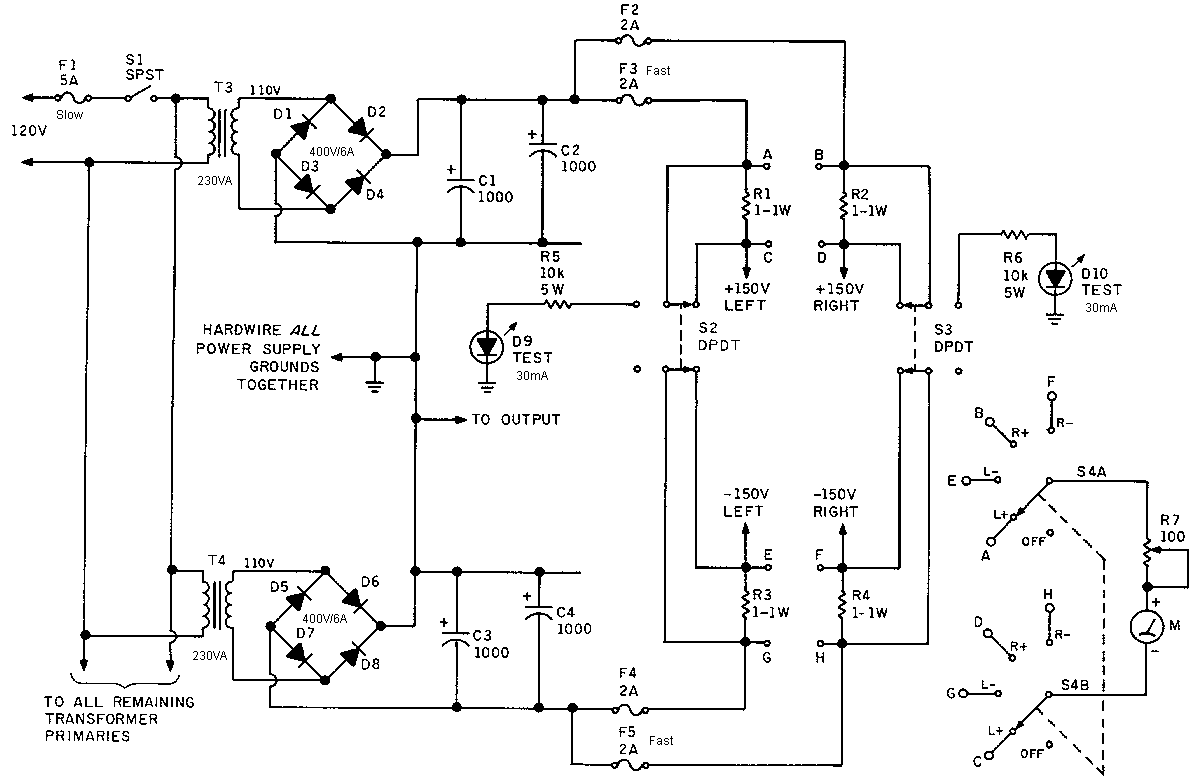 F2
2A
F1
5A
Slow
S1
SPST
T3
110V
120V
230VA
D1
D2
400V/6A
D3
D4
+
C1
1000
+
C2
1000
F3 Fast
2A
A
B
R1
1-1W
R2
1-1W
C
D
+150V
LEFT
+150V
RIGHT
R5
10k
5W
R6
10k
5W
D10
TEST
30mA
HARDWIRE ALL
POWER SUPPLY
GROUNDS
TOGETHER
D9
TEST
30mA
S2
DPDT
S3
DPDT
TO OUTPUT
F
B
R+
R-
E
L-
S4A
L+
A
OFF
R7
100
-150V
LEFT
-150V
RIGHT
T4
110V
230VA
D5
D6
400V/6A
D7
D8
+
C3
1000
+
C4
1000
E
F
R3
1-1W
R4
1-1W
G
H
H
D
R+
R-
+
M
-
G
L-
S4B
L+
C
OFF
TO ALL REMAINING
TRANSFORMER
PRIMARIES
F4
2A
F5
2A Fast